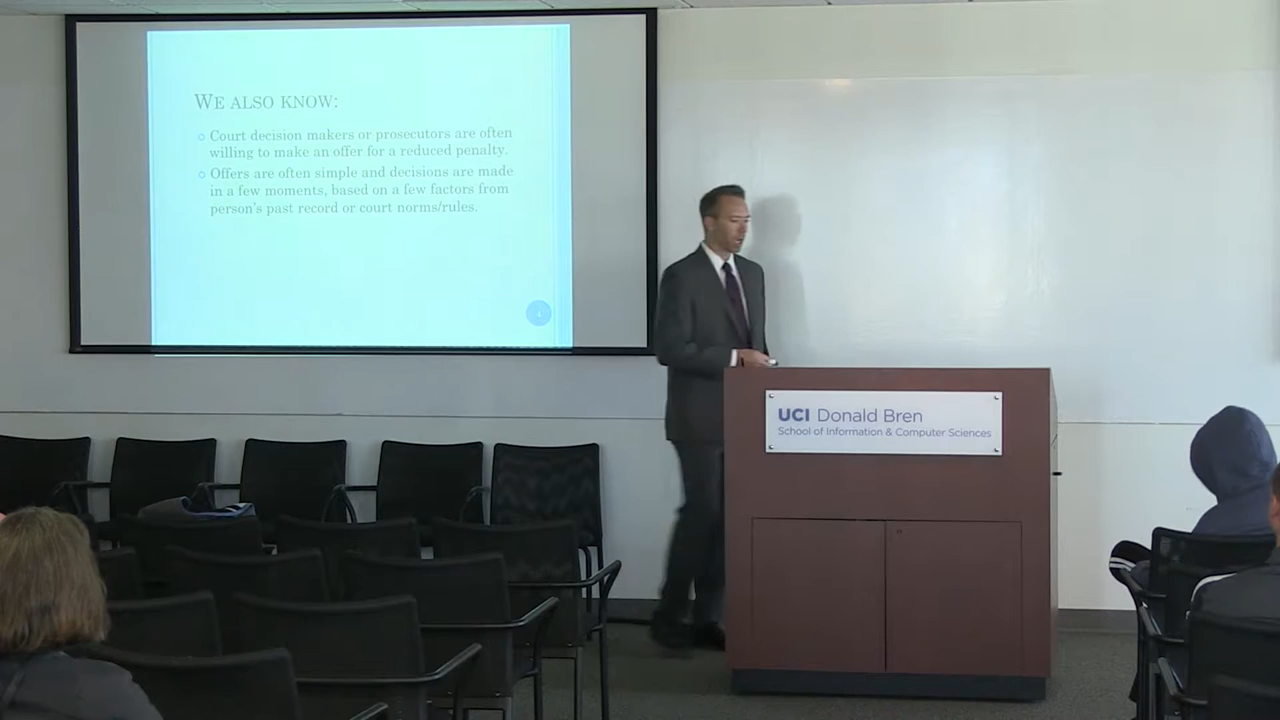 WE ALSO KNOW:
Court decision makers or prosecutors are often
willing to make an offer for a reduced penalty.
Offers are often simple and decisions are made
in a few moments, based on a few factors from
person's past record or court norms/rules.
UCI Donald Bren
School of Information & Computer Sciences